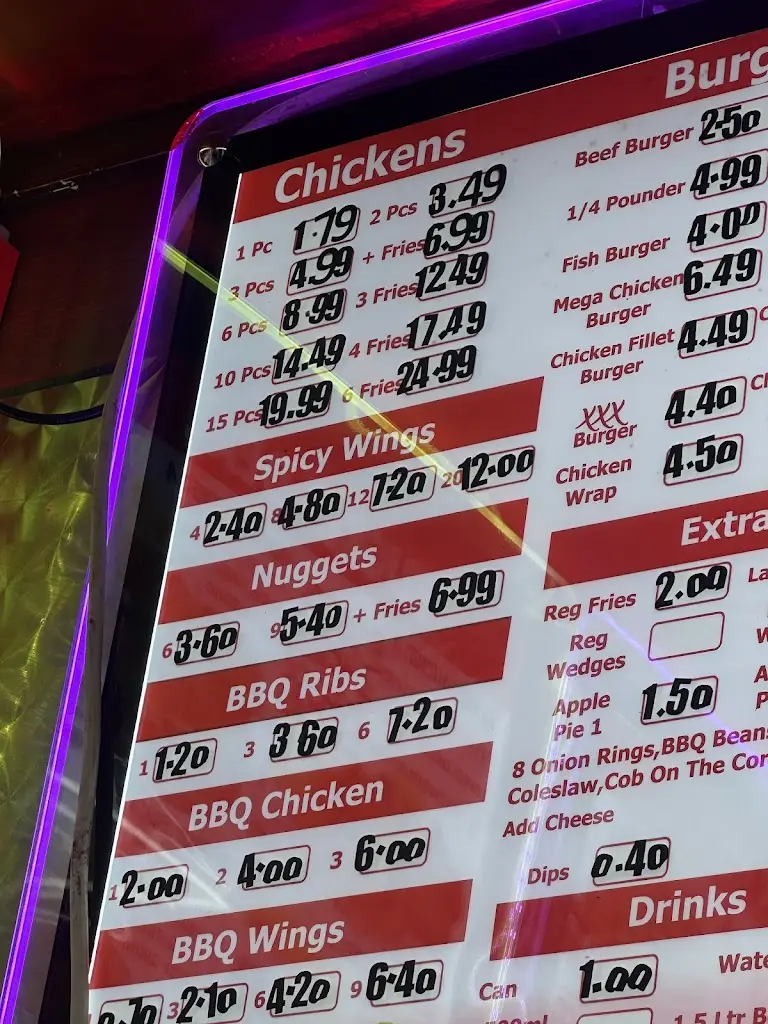 Chickens
1 Pc 1.79 2 Pcs 3.49
3 Pcs 4.99 + Fries 6.99
6 Pcs 8.99 3 Fries 12.49
10 Pcs 14.49 4 Fries 17.49
15 Pcs 19.99 6 Fries 24.99
Spicy Wings
4 2.40 8 4.80 12 7.20 20 12.00
Nuggets
6 3.60 9 5.40 + Fries 6.99
BBQ Ribs
1 1.20 3 3 60 6 7.20
BBQ Chicken
1 2.00 2 4.00 3 6.00
BBQ Wings
3 2.10 6 4.20 9 6.40
Burg
Beef Burger 2.50
1/4 Pounder 4.99
Fish Burger 4.00
Mega Chicken 6.49
Burger
Chicken Fillet 4.49
Burger
XXX 4.40
Burger
Chicken 4.50
Wrap
Extra
Reg Fries 2.00
Reg
Wedges
Apple 1.50
Pie 1
8 Onion Rings,BBQ Beans
Coleslaw,Cob On The Cor
Add Cheese
Dips 0.40
Drinks
Can 1.00 Wate
1.5 Ltr B